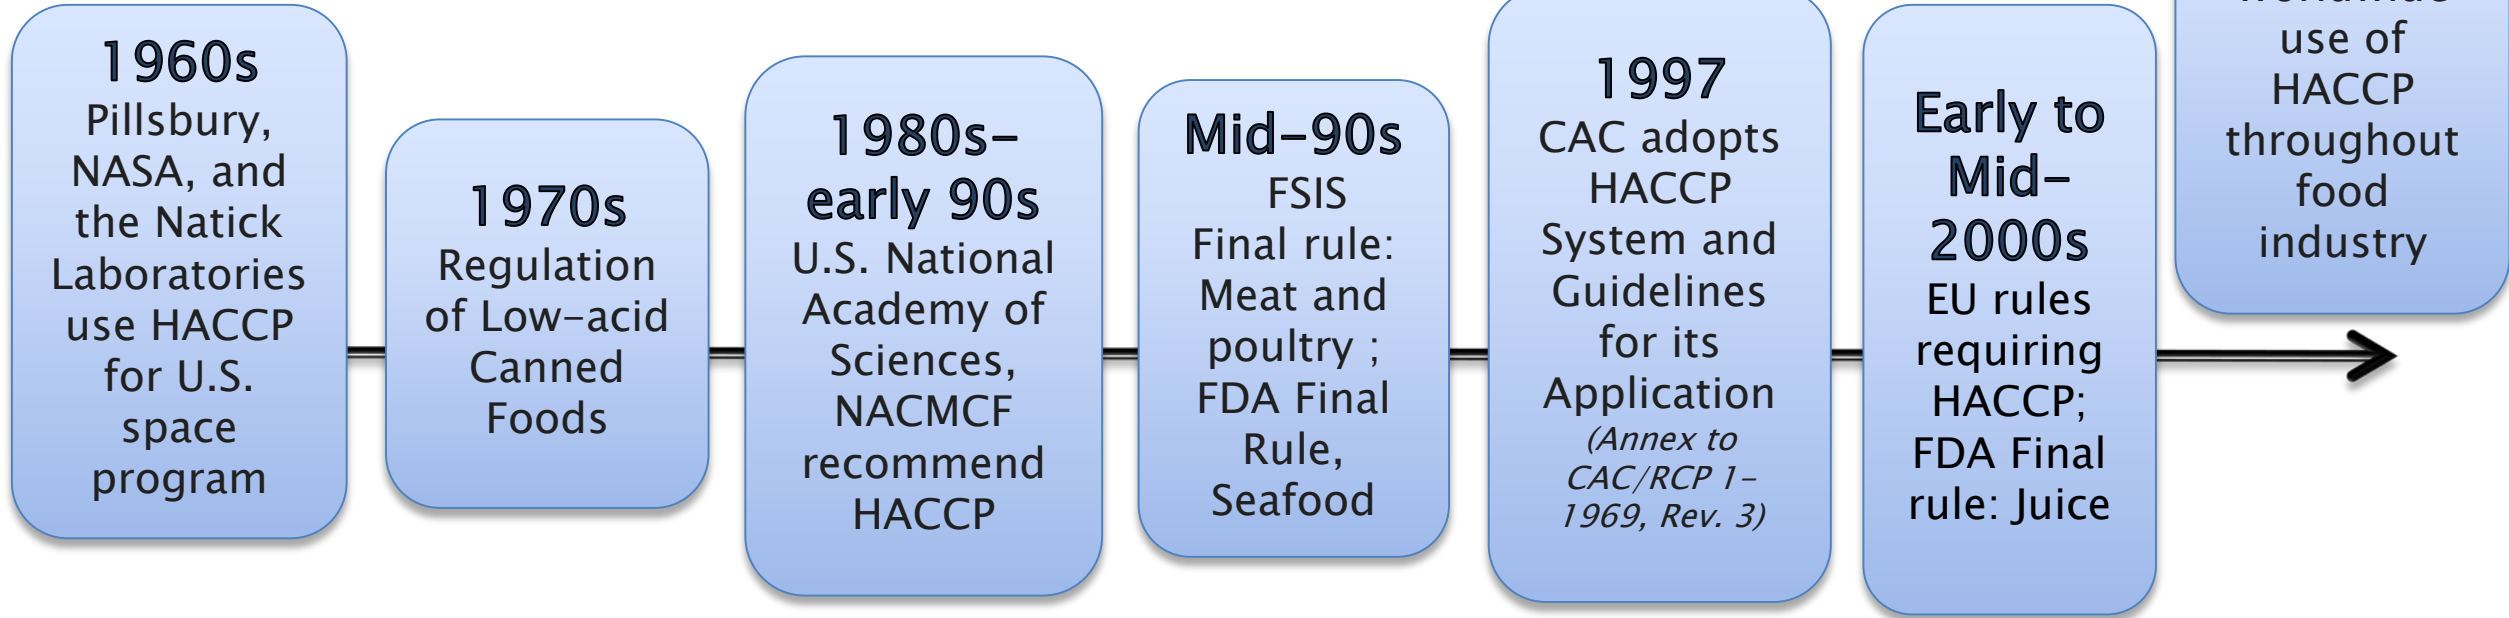 1960s
Pillsbury,
NASA, and
the Natick
Laboratories
use HACCP
for U.S.
space
program
1970s
Regulation
of Low-acid
Canned
Foods
1980s-
early 90s
U.S. National
Academy of
Sciences,
NACMCF
recommend
HACCP
Mid-90s
FSIS
Final rule:
Meat and
poultry ;
FDA Final
Rule,
Seafood
1997
CAC adopts
HACCP
System and
Guidelines
for its
Application
(Annex to
CAC/RCP 1-
1969, Rev. 3)
Early to
Mid-
2000s
EU rules
requiring
HACCP;
FDA Final
rule: Juice
use of
HACCP
throughout
food
industry